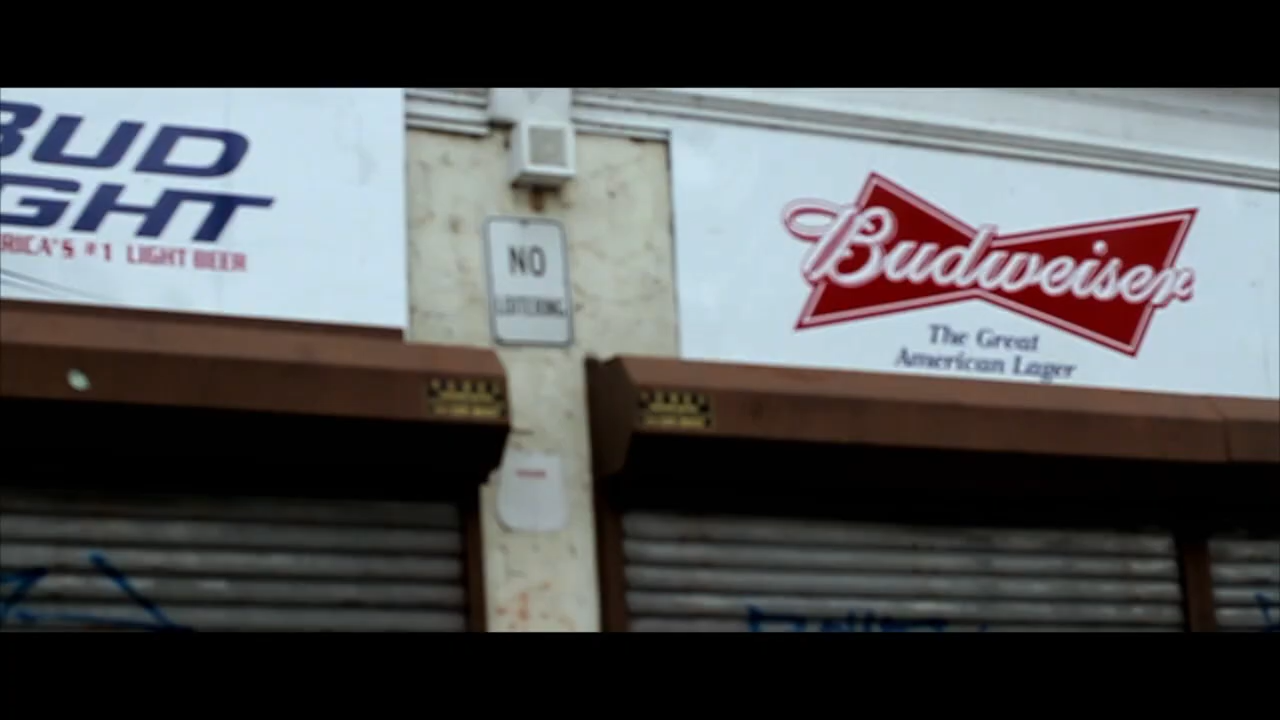 BUD
GHT
RICA'S #1 LIGHT BEER
NO
LOITERING
Budweiser
The Great
American Lager